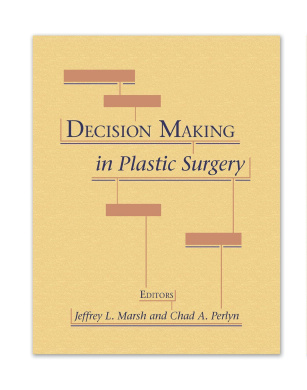 DECISION MAKING
in Plastic Surgery
EDITORS
Jeffrey L. Marsh and Chad A. Perlyn